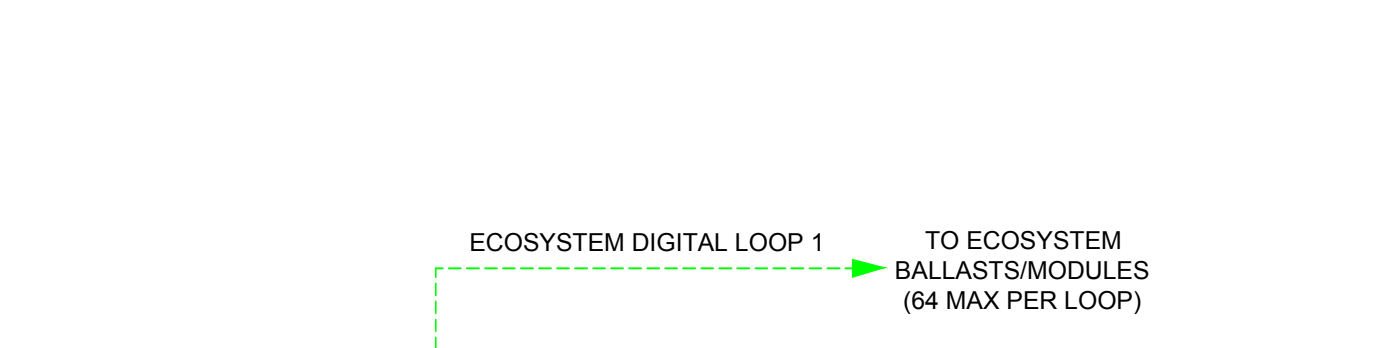 ECOSYSTEM DIGITAL LOOP 1
TO ECOSYSTEM
BALLASTS/MODULES
(64 MAX PER LOOP)